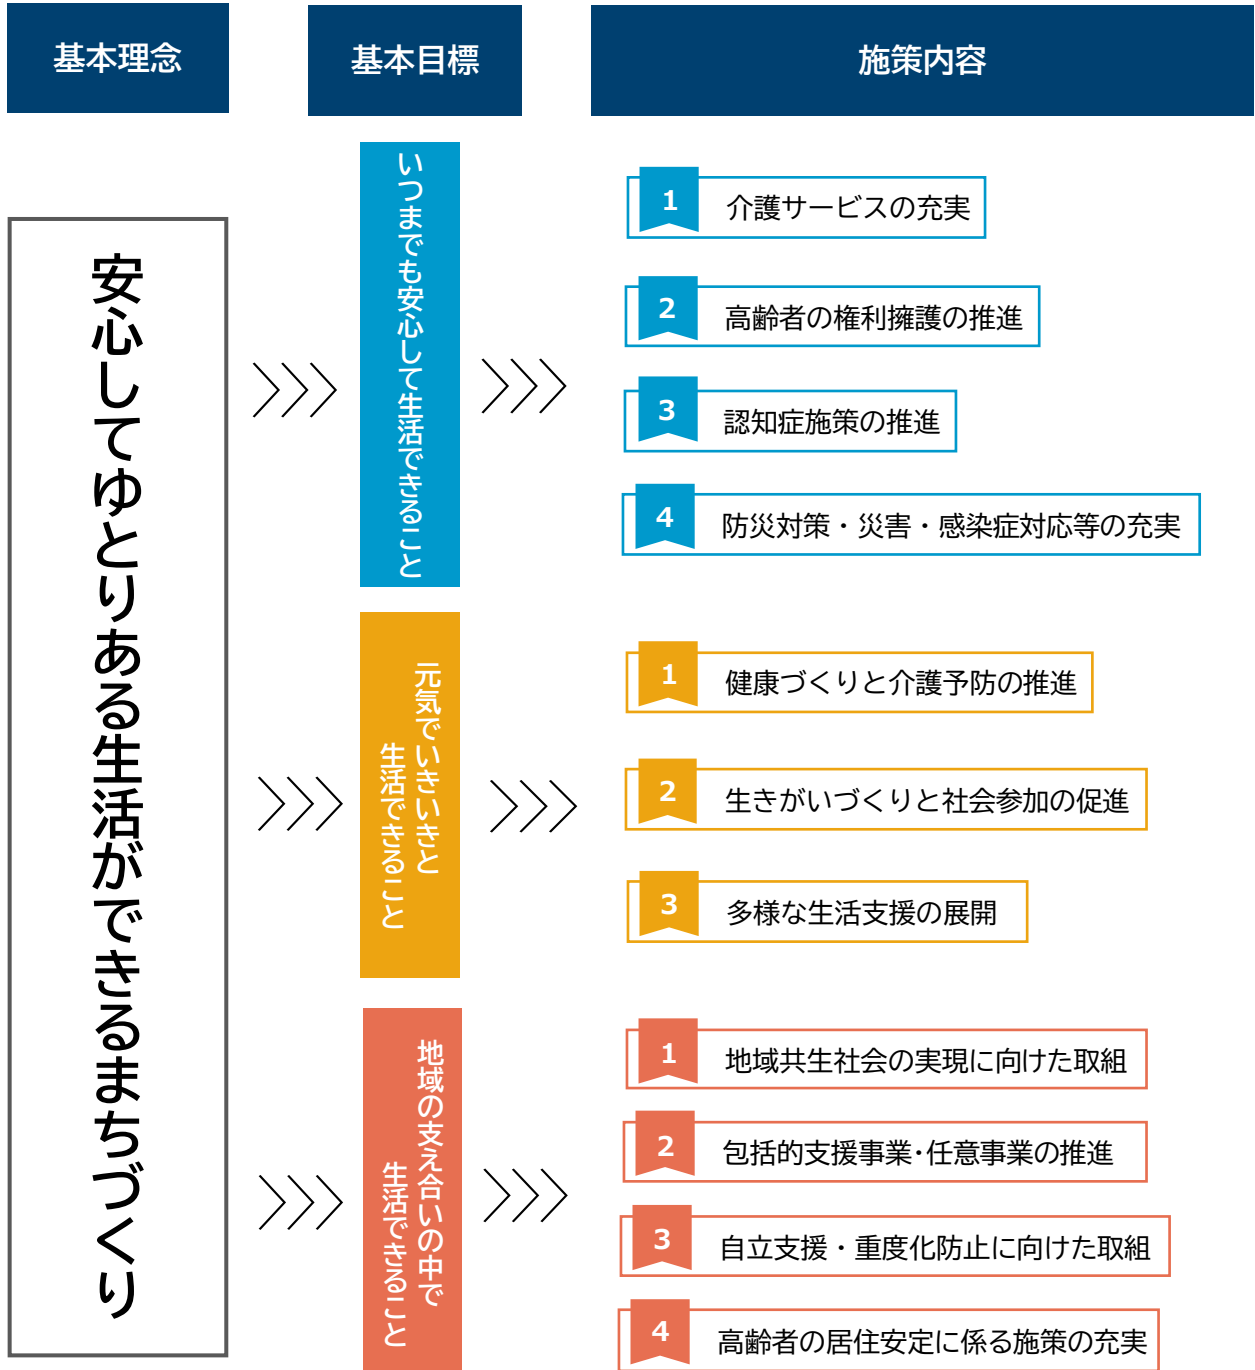 基本理念
基本目標
施策内容
安心してゆとりある生活ができるまちづくり
いつまでも安心して生活できること
1 介護サービスの充実
2 高齢者の権利擁護の推進
3 認知症施策の推進
4 防災対策・災害・感染症対応等の充実
元気でいきいきと
生活できること
1 健康づくりと介護予防の推進
2 生きがいづくりと社会参加の促進
3 多様な生活支援の展開
地域の支え合いの中で
生活できること
1 地域共生社会の実現に向けた取組
2 包括的支援事業・任意事業の推進
3 自立支援・重度化防止に向けた取組
4 高齢者の居住安定に係る施策の充実